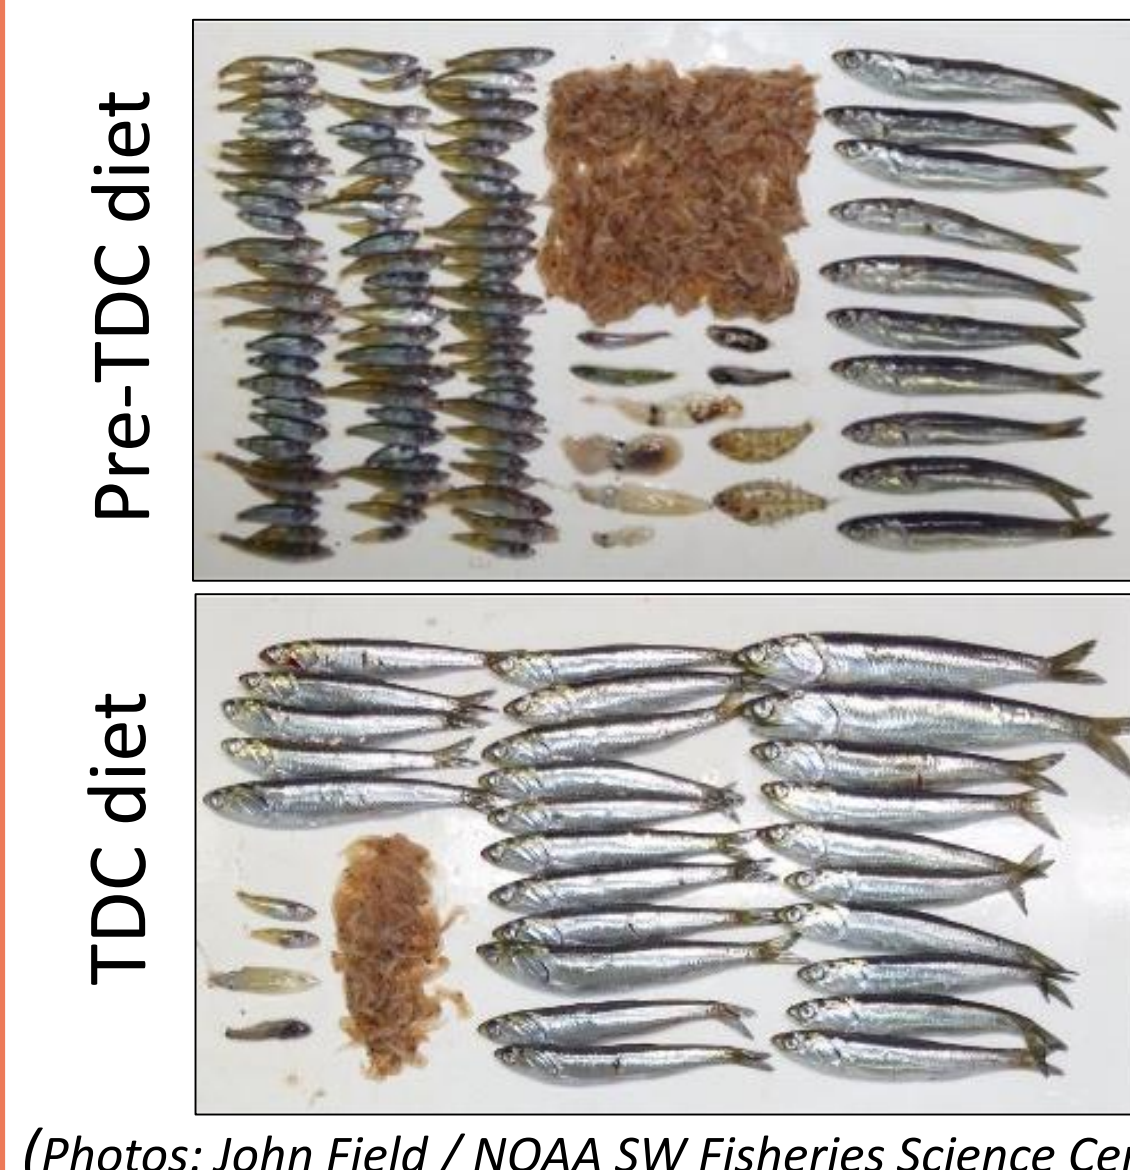 Pre-TDC diet
TDC diet
(Photos: John Field / NOAA SW Fisheries Science